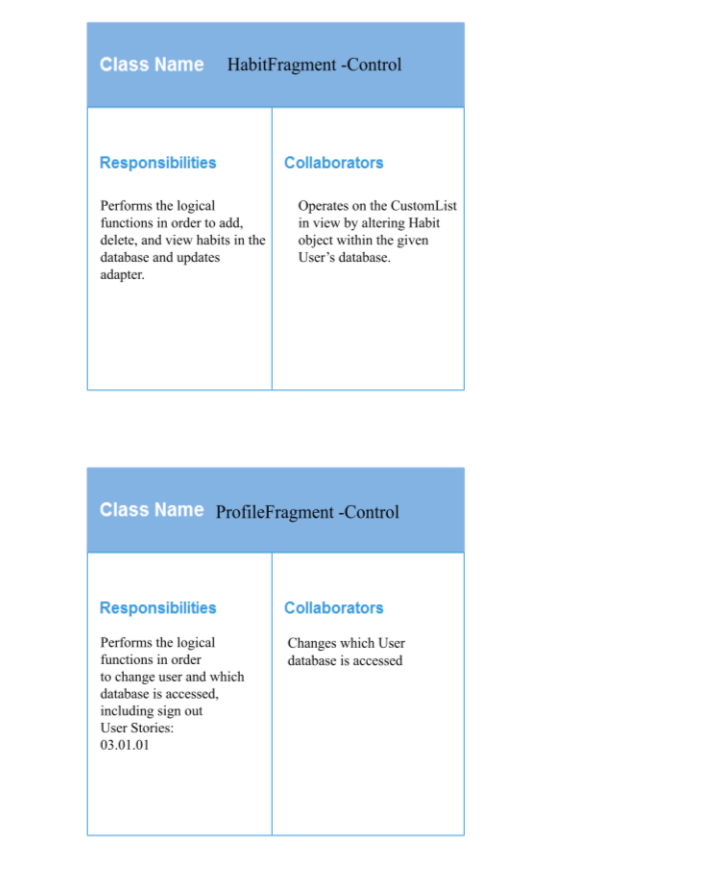 Class Name HabitFragment -Control
Responsibilities
Performs the logical
functions in order to add,
delete, and view habits in the
database and updates
adapter.
Collaborators
Operates on the CustomList
in view by altering Habit
object within the given
User’s database.
Class Name ProfileFragment -Control
Responsibilities
Performs the logical
functions in order
to change user and which
database is accessed,
including sign out
User Stories:
03.01.01
Collaborators
Changes which User
database is accessed